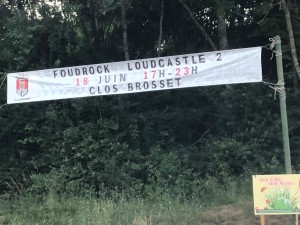 FOUDROCK LOUDCASTLE 2
18 JUIN 17H-23H
CLOS BROSSET